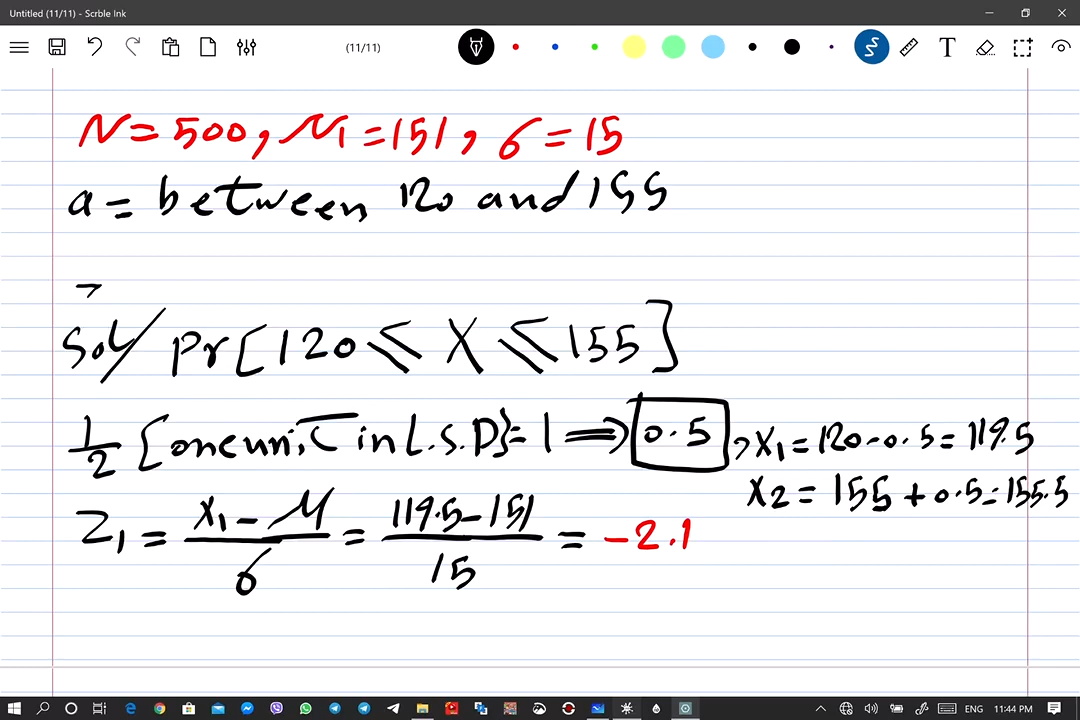 Untitled (11/11) - Scrble Ink
(11/11)
N = 500, M1 = 151, σ = 15
a = between 120 and 155
Sol/ Pr[120 ≤ X ≤ 155]
1/2 [one unit in L.S.D] = 1 ⇒ 0.5, X1 = 120 - 0.5 = 119.5
X2 = 155 + 0.5 = 155.5
Z1 = (X1 - M)/σ = (119.5 - 151)/15 = -2.1
ENG 11:44 PM